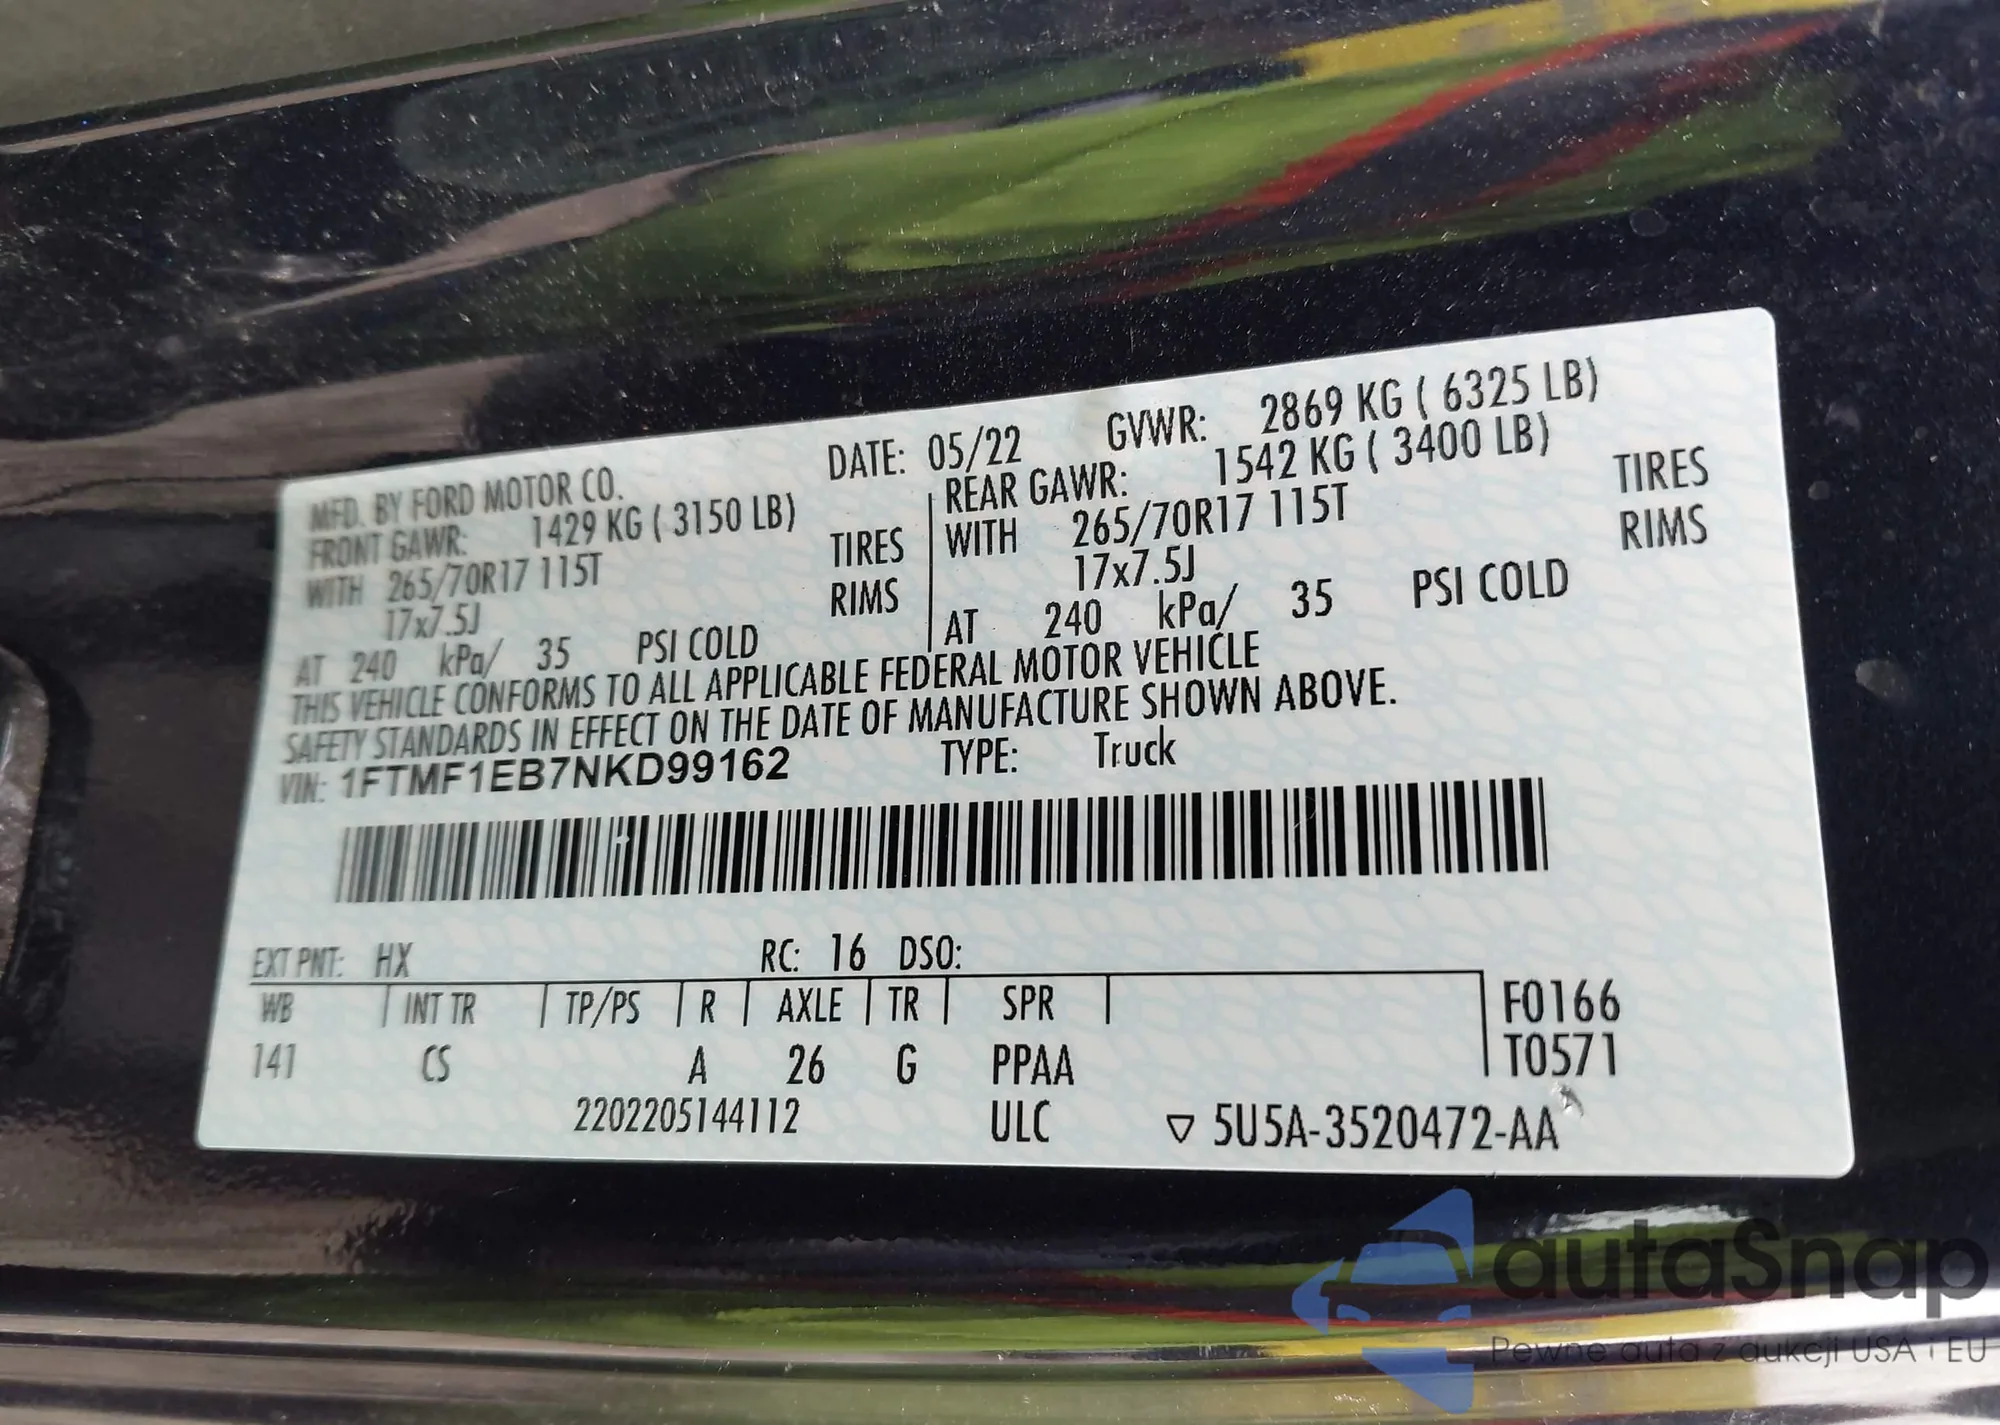 MFD. BY FORD MOTOR CO. DATE: 05/22 GVWR: 2869 KG ( 6325 LB)
FRONT GAWR: 1429 KG ( 3150 LB) REAR GAWR: 1542 KG ( 3400 LB)
WITH 265/70R17 115T TIRES WITH 265/70R17 115T TIRES
17x7.5J RIMS 17x7.5J RIMS
AT 240 kPa/ 35 PSI COLD AT 240 kPa/ 35 PSI COLD
THIS VEHICLE CONFORMS TO ALL APPLICABLE FEDERAL MOTOR VEHICLE
SAFETY STANDARDS IN EFFECT ON THE DATE OF MANUFACTURE SHOWN ABOVE.
VIN: 1FTMF1EB7NKD99162 TYPE: Truck
EXT PNT: HX RC: 16 DSO:
WB INT TR TP/PS R AXLE TR SPR F0166
141 CS A 26 G PPAA T0571
2202205144112 ULC ▽ 5U5A-3520472-AA
autaSnap
Pewne auta z aukcji USA i EU